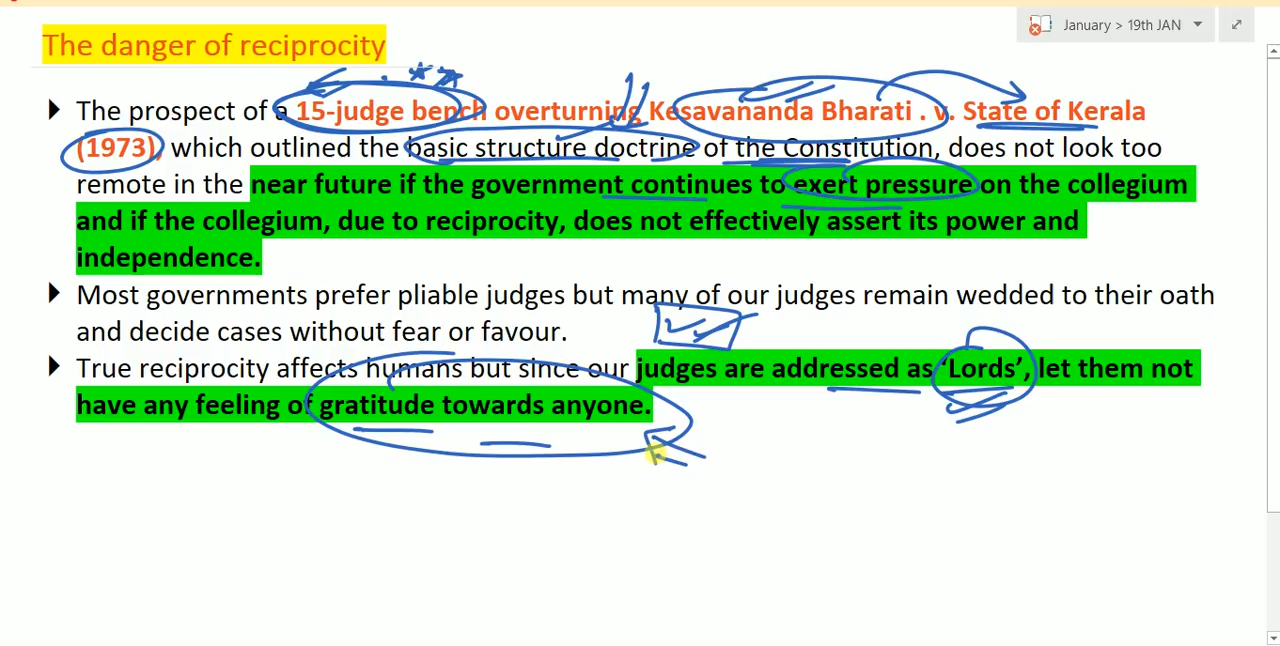 January > 19th JAN
The danger of reciprocity
The prospect of a 15-judge bench overturning Kesavananda Bharati . v. State of Kerala
(1973), which outlined the basic structure doctrine of the Constitution, does not look too
remote in the near future if the government continues to exert pressure on the collegium
and if the collegium, due to reciprocity, does not effectively assert its power and
independence.
Most governments prefer pliable judges but many of our judges remain wedded to their oath
and decide cases without fear or favour.
True reciprocity affects humans but since our judges are addressed as ‘Lords’, let them not
have any feeling of gratitude towards anyone.